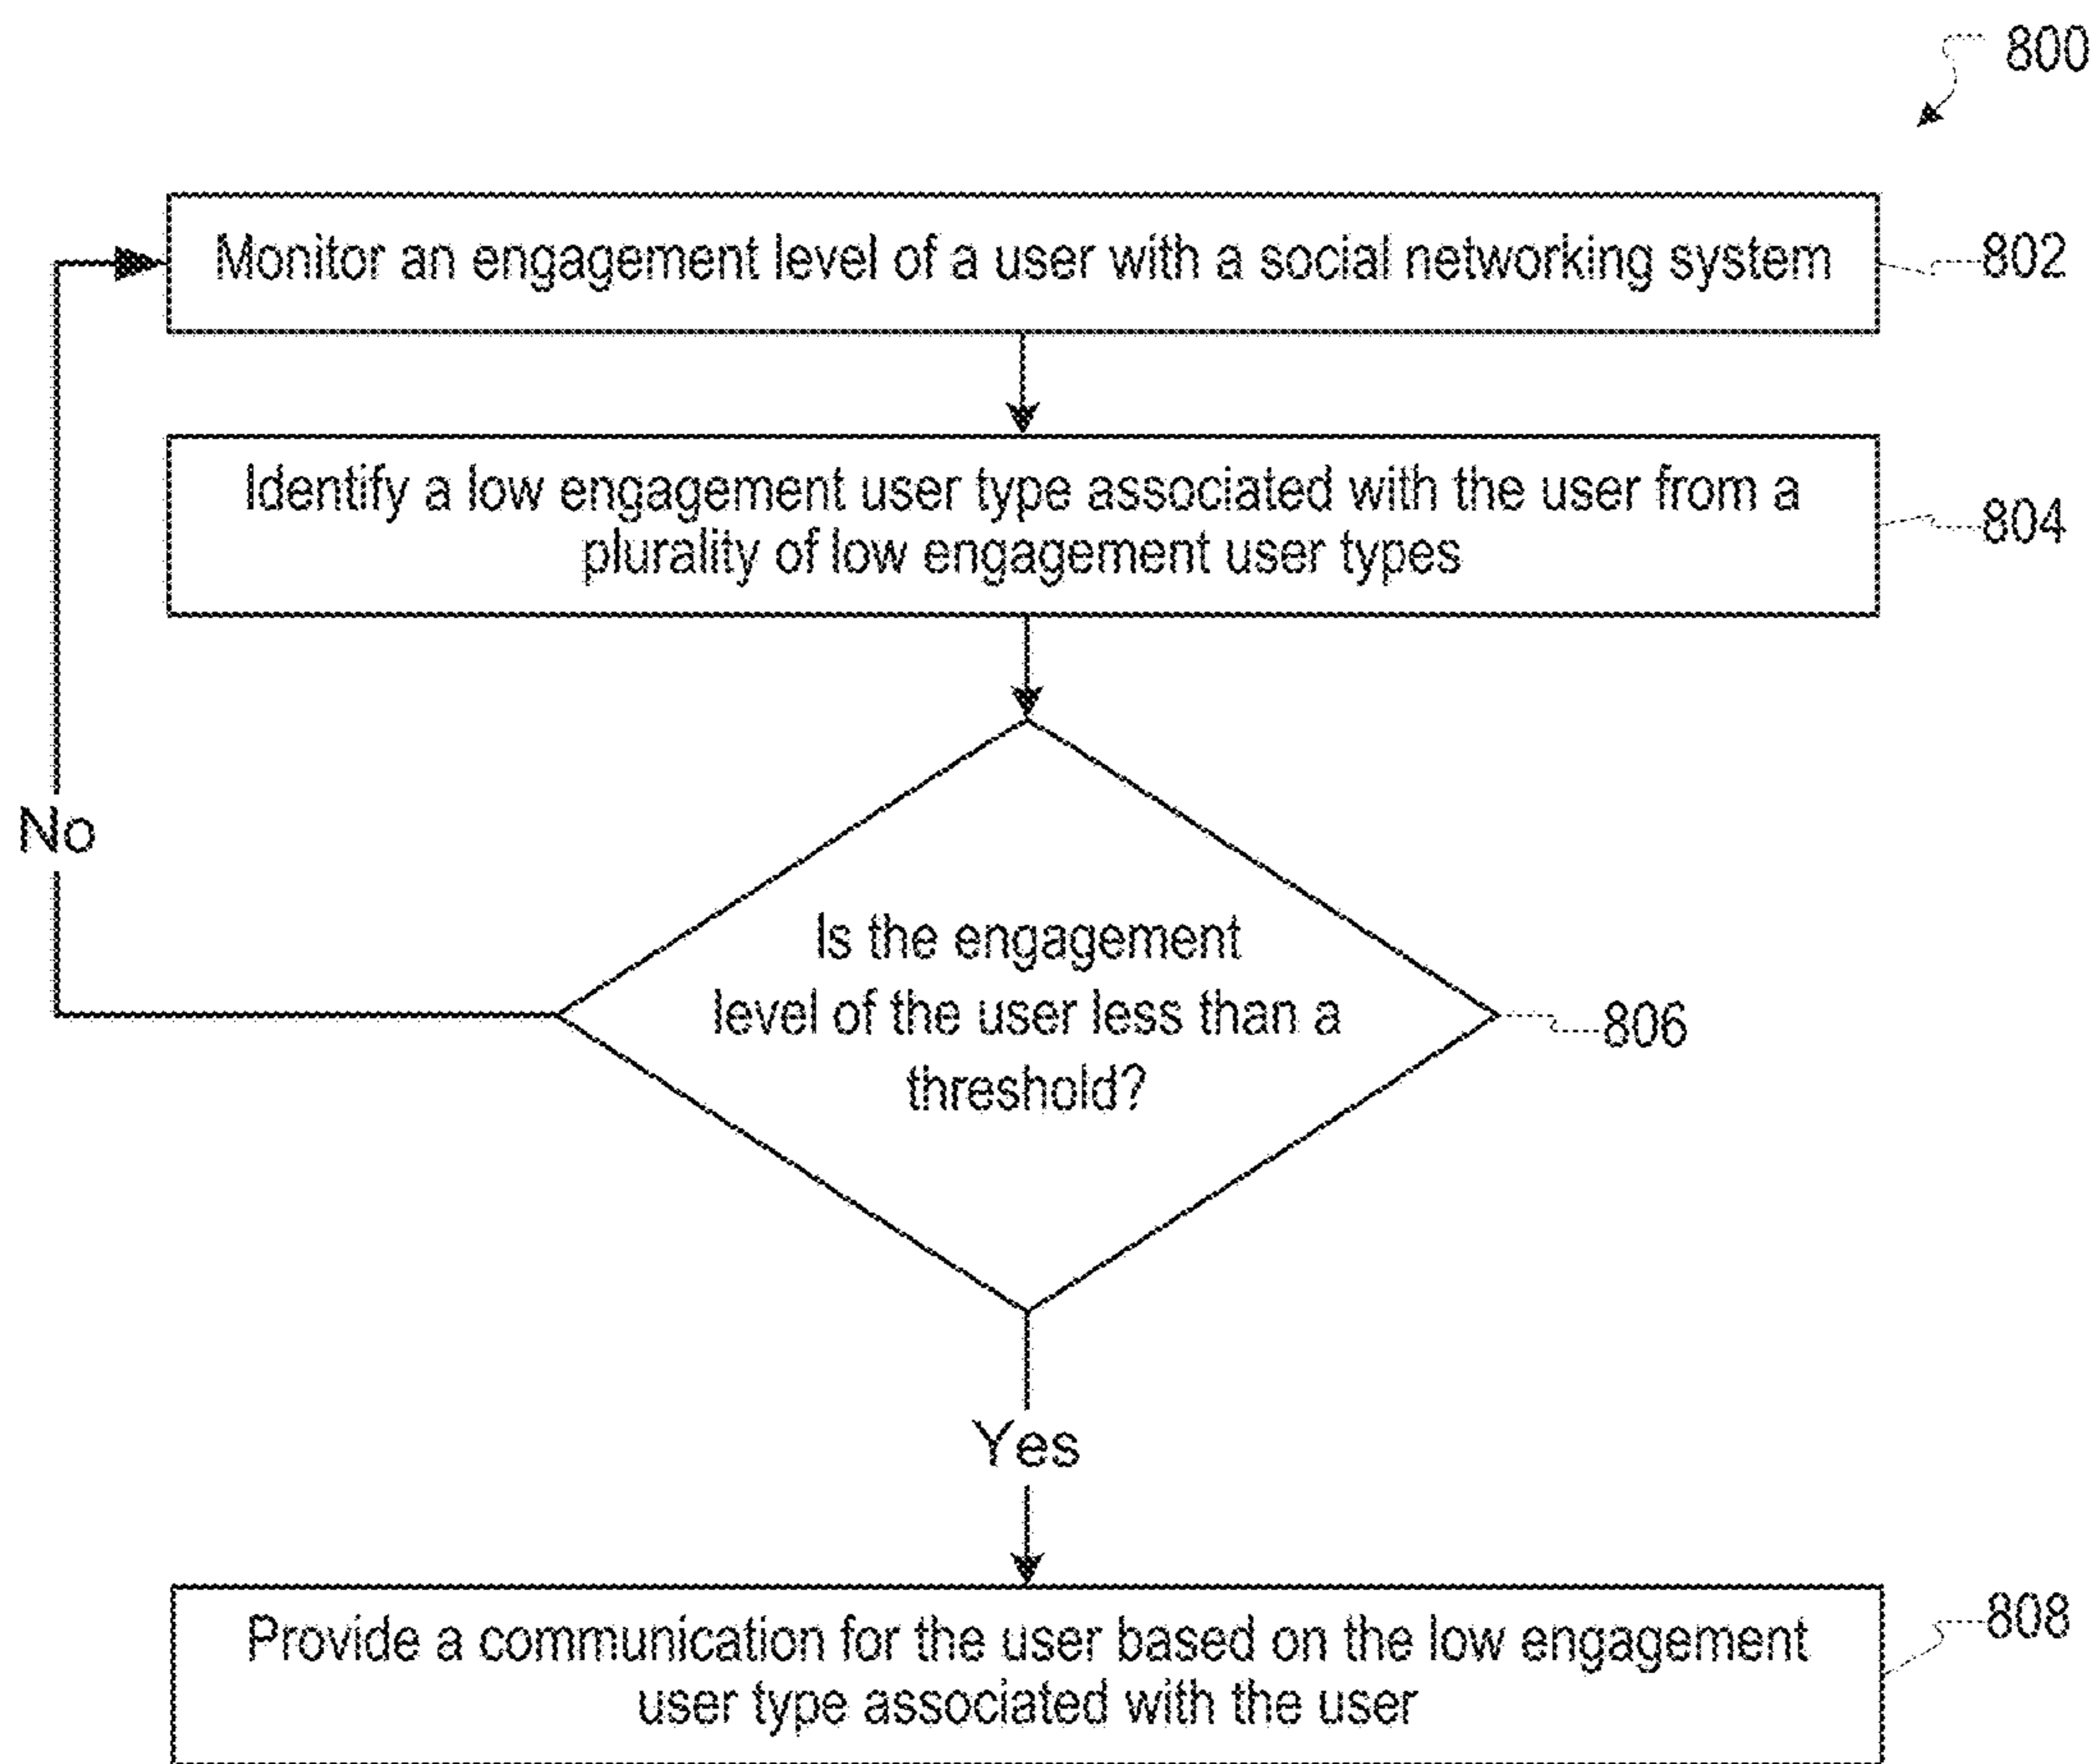 800
Monitor an engagement level of a user with a social networking system
802
Identify a low engagement user type associated with the user from a
plurality of low engagement user types
804
No
Is the engagement
level of the user less than a
threshold?
806
Yes
Provide a communication for the user based on the low engagement
user type associated with the user
808